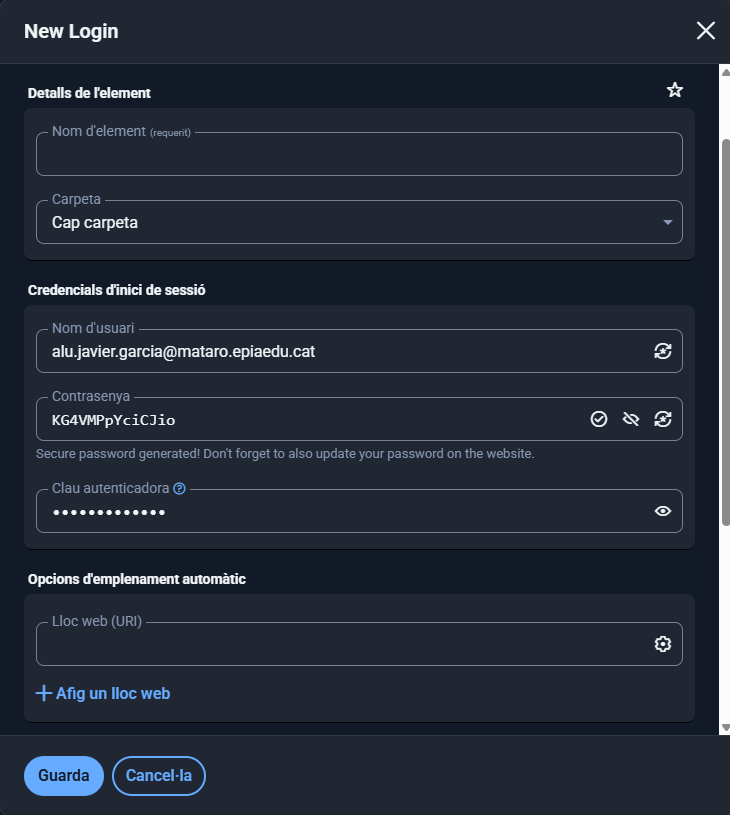 New Login
Detalls de l'element
Nom d'element (requerit)
Carpeta
Cap carpeta
Credencials d'inici de sessió
Nom d'usuari
alu.javier.garcia@mataro.epiaedu.cat
Contrasenya
KG4VMPpYciCJio
Secure password generated! Don't forget to also update your password on the website.
Clau autenticadora
•••••••••••••
Opcions d'emplenament automàtic
Lloc web (URI)
Afig un lloc web
Guarda
Cancel·la